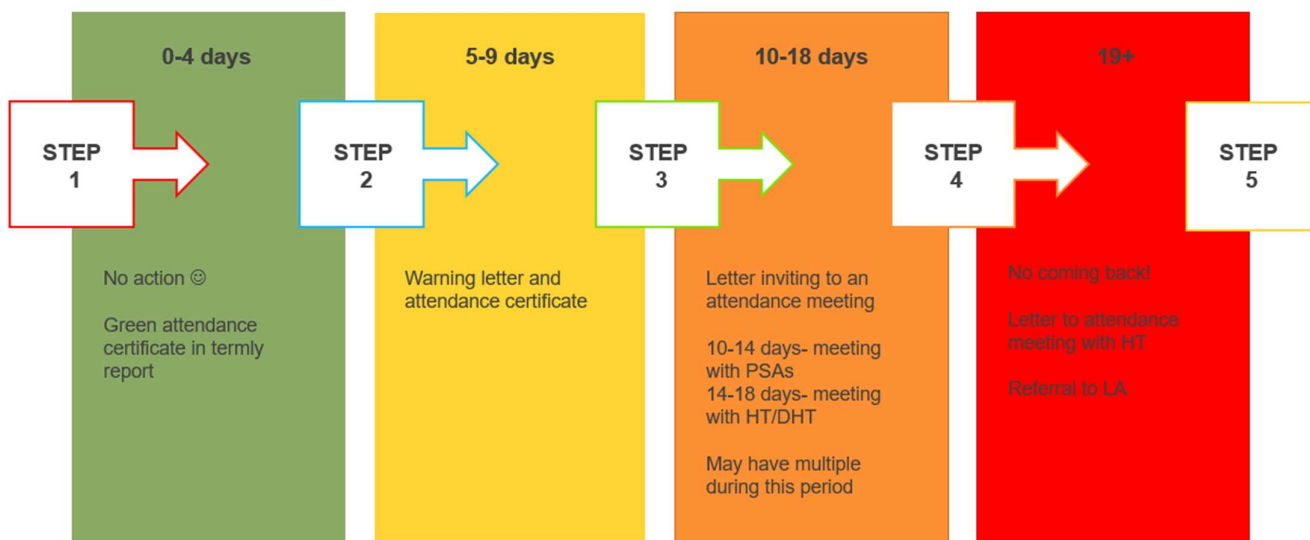 0-4 days
5-9 days
10-18 days
19+
STEP
1
STEP
2
STEP
3
STEP
4
STEP
5
No action ☺
Green attendance
certificate in termly
report
Warning letter and
attendance certificate
Letter inviting to an
attendance meeting
10-14 days- meeting
with PSAs
14-18 days- meeting
with HT/DHT
May have multiple
during this period
No coming back!
Letter to attendance
meeting with HT
Referral to LA